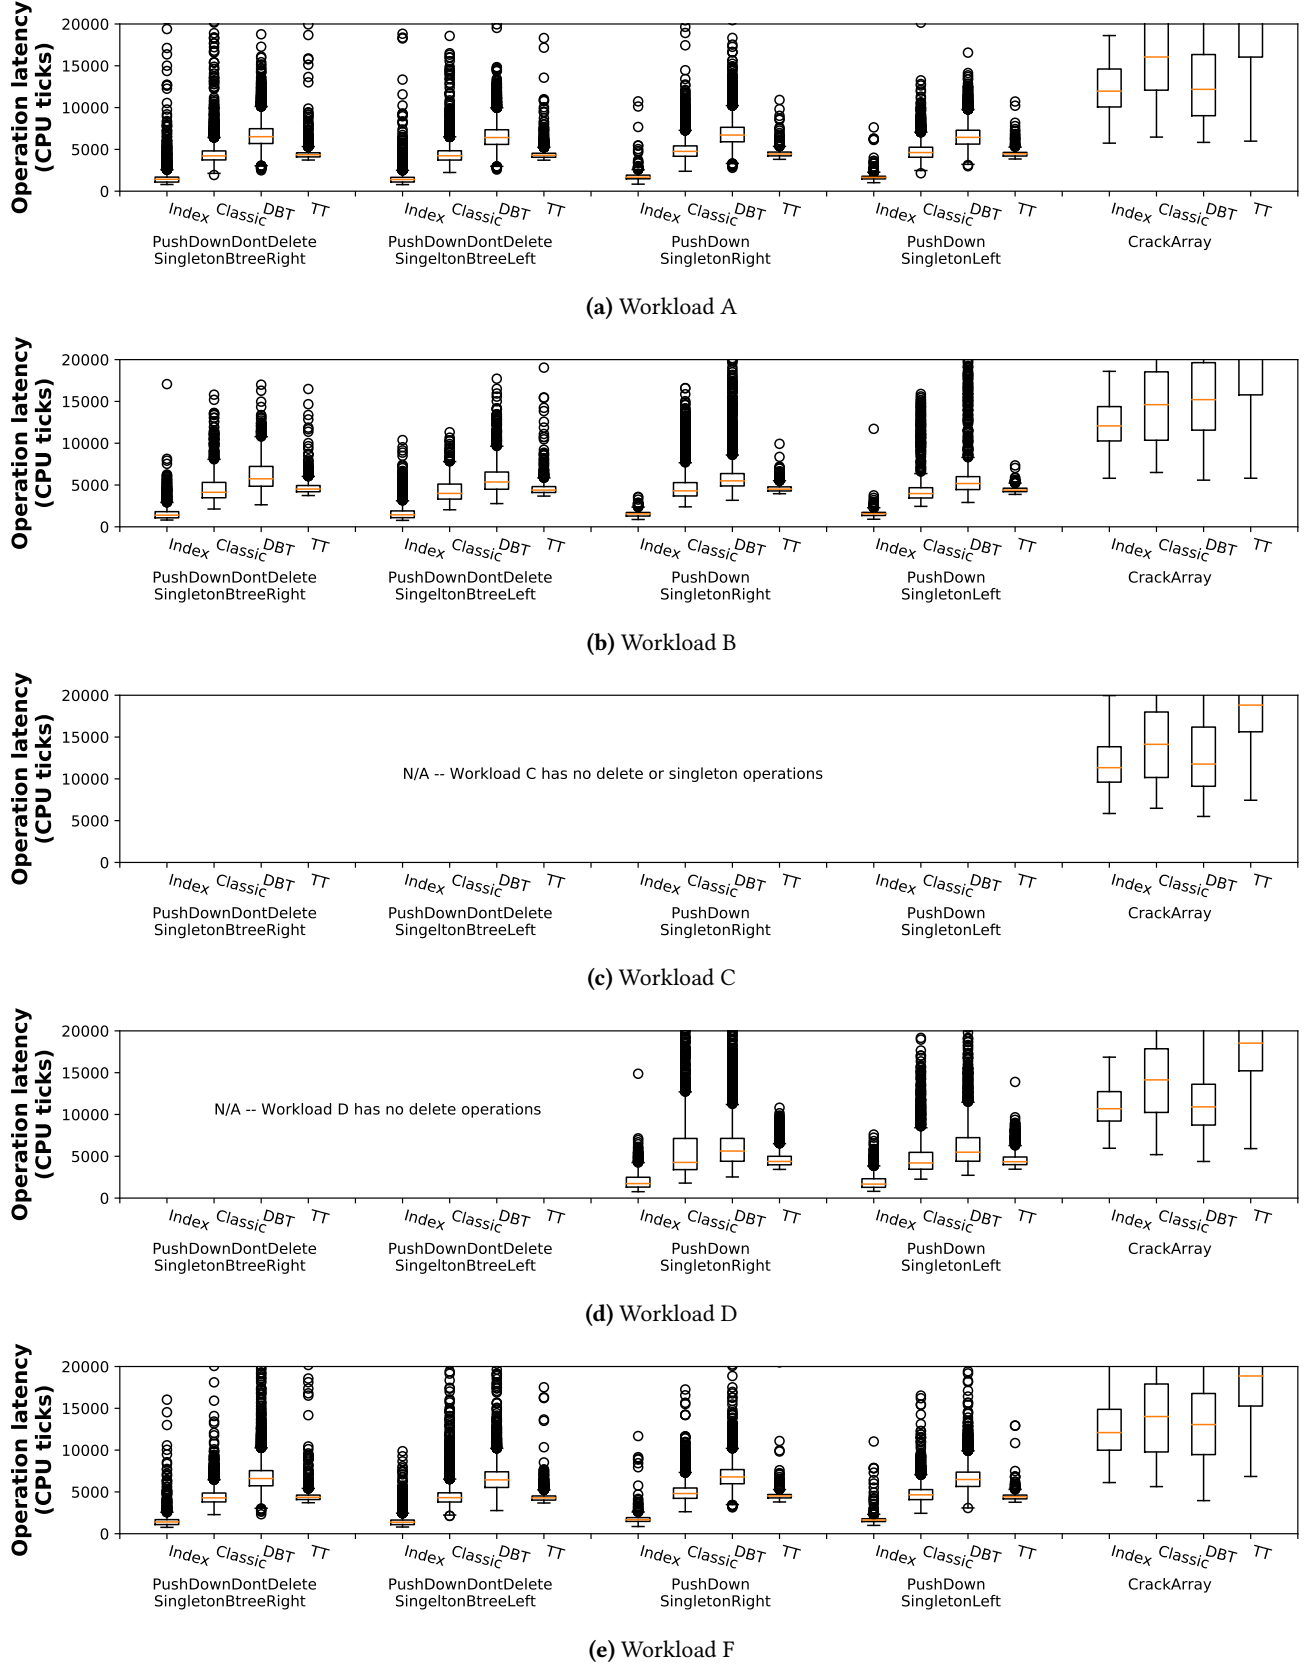 Operation latency
(CPU ticks)
20000
15000
10000
5000
0
Index Classic DBT TT Index Classic DBT TT Index Classic DBT TT Index Classic DBT TT Index Classic DBT TT
PushDownDontDelete PushDownDontDelete PushDown PushDown CrackArray
SingletonBtreeRight SingeltonBtreeLeft SingletonRight SingletonLeft
(a) Workload A
Operation latency
(CPU ticks)
20000
15000
10000
5000
0
Index Classic DBT TT Index Classic DBT TT Index Classic DBT TT Index Classic DBT TT Index Classic DBT TT
PushDownDontDelete PushDownDontDelete PushDown PushDown CrackArray
SingletonBtreeRight SingeltonBtreeLeft SingletonRight SingletonLeft
(b) Workload B
Operation latency
(CPU ticks)
20000
15000
10000
5000
0
N/A -- Workload C has no delete or singleton operations
Index Classic DBT TT Index Classic DBT TT Index Classic DBT TT Index Classic DBT TT Index Classic DBT TT
PushDownDontDelete PushDownDontDelete PushDown PushDown CrackArray
SingletonBtreeRight SingeltonBtreeLeft SingletonRight SingletonLeft
(c) Workload C
Operation latency
(CPU ticks)
20000
15000
10000
5000
0
N/A -- Workload D has no delete operations
Index Classic DBT TT Index Classic DBT TT Index Classic DBT TT Index Classic DBT TT Index Classic DBT TT
PushDownDontDelete PushDownDontDelete PushDown PushDown CrackArray
SingletonBtreeRight SingeltonBtreeLeft SingletonRight SingletonLeft
(d) Workload D
Operation latency
(CPU ticks)
20000
15000
10000
5000
0
Index Classic DBT TT Index Classic DBT TT Index Classic DBT TT Index Classic DBT TT Index Classic DBT TT
PushDownDontDelete PushDownDontDelete PushDown PushDown CrackArray
SingletonBtreeRight SingeltonBtreeLeft SingletonRight SingletonLeft
(e) Workload F